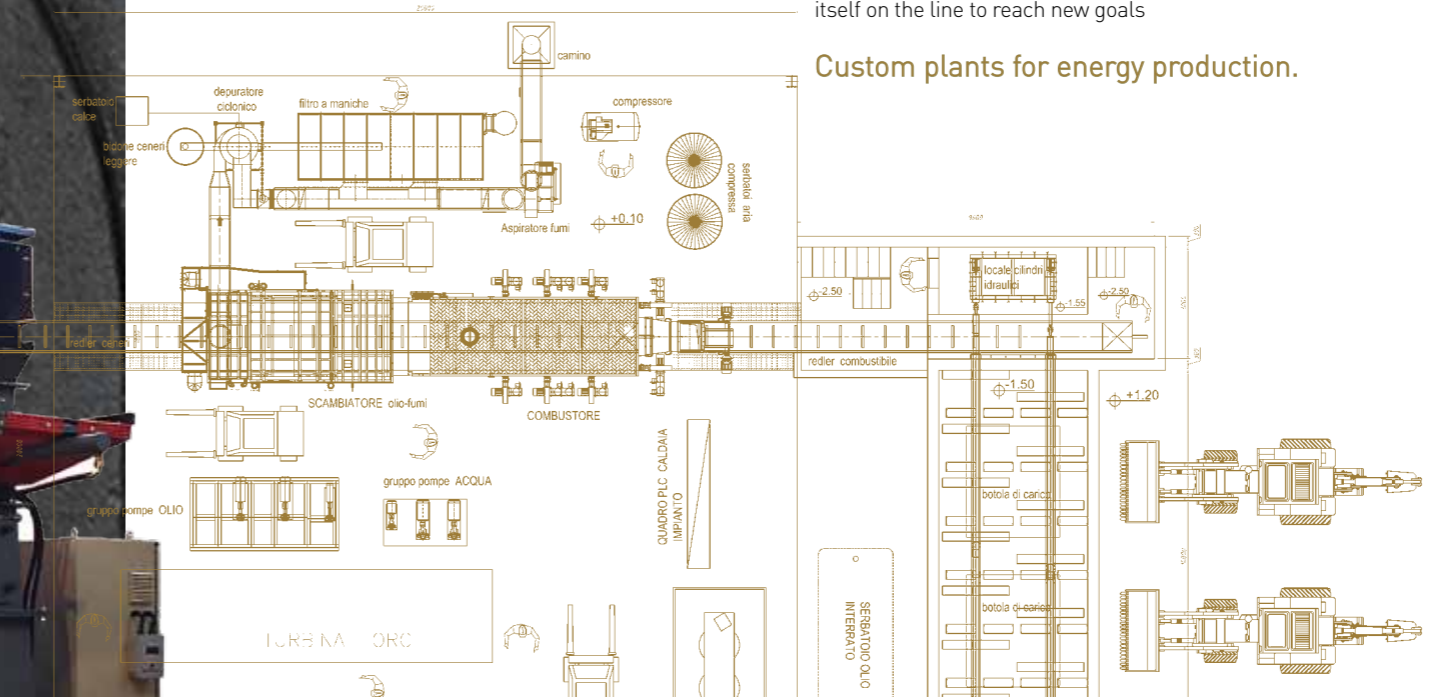 itself on the line to reach new goals
Custom plants for energy production.
camino
serbatoio
calce
depuratore
ciclonico
filtro a maniche
compressore
bidone ceneri
leggere
serbatoi aria
compressa
Aspiratore fumi
+0.10
locale cilindri
idraulici
-2.50
-1.55
-2.50
redler ceneri
redler combustibile
SCAMBIATORE olio-fumi
COMBUSTORE
-1.50
+1.20
gruppo pompe OLIO
gruppo pompe ACQUA
QUADRO PLC CALDAIA
IMPIANTO
botola di carico
botola di carico
SERBATOIO OLIO
INTERRATO
TURBINA ORC